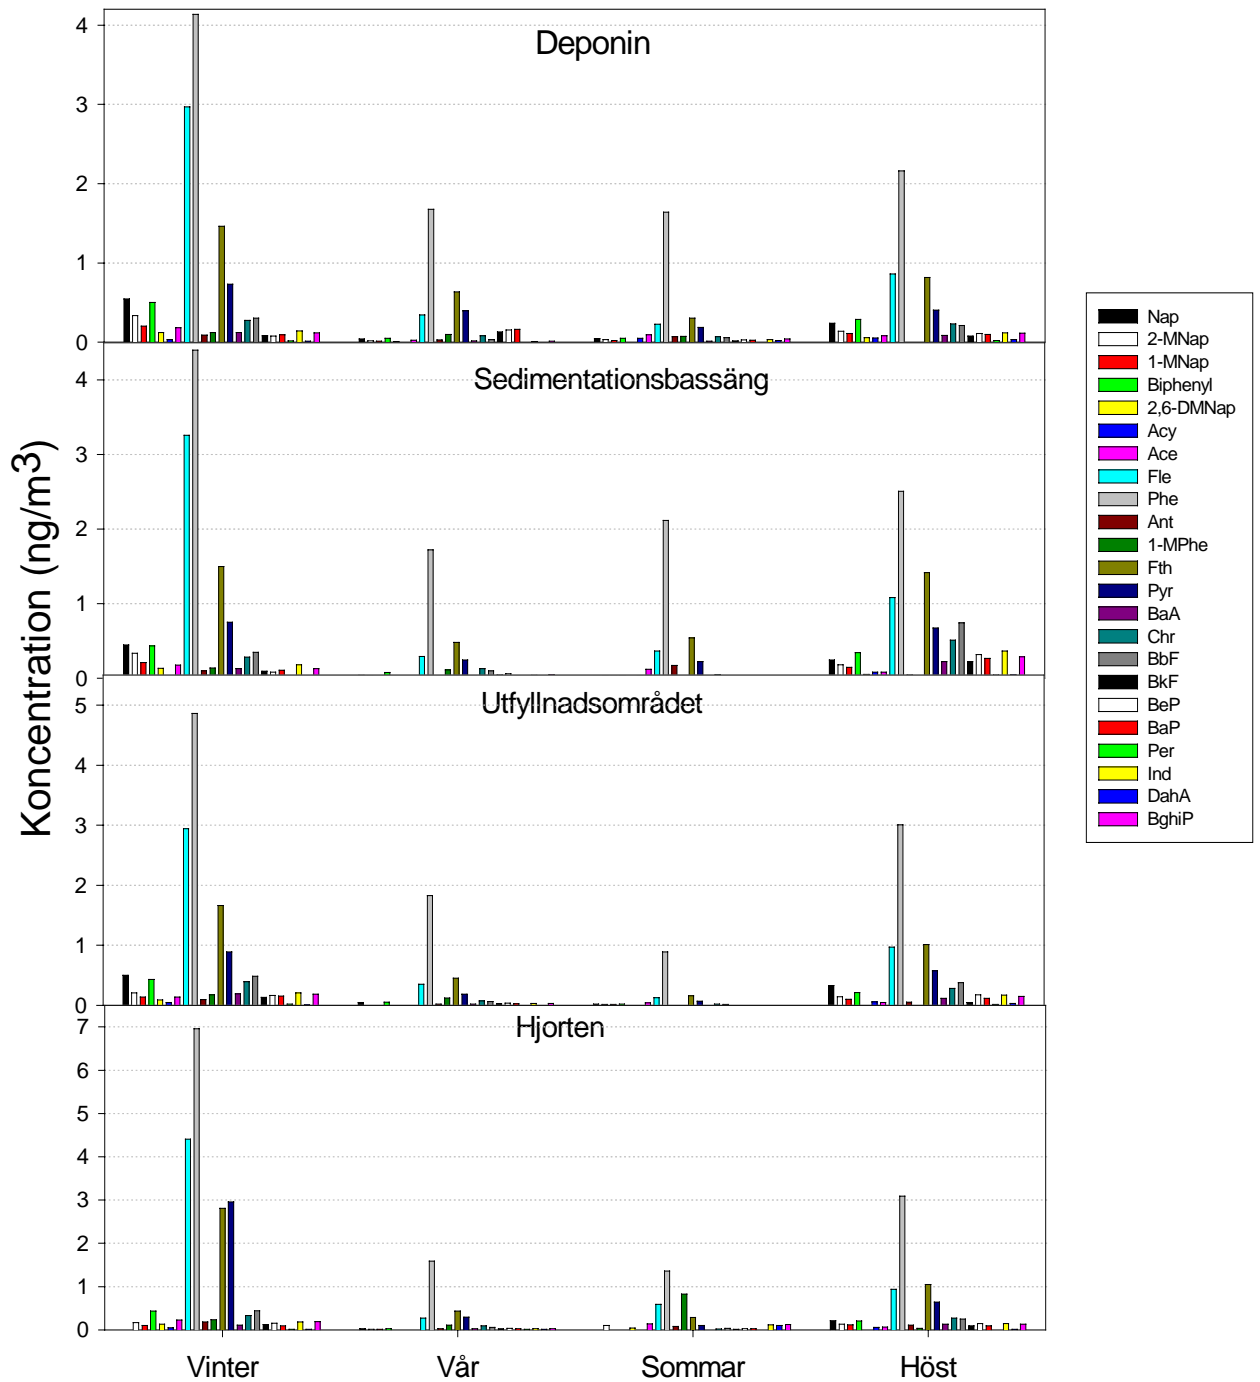 Koncentration (ng/m3)
Deponin
4
3
2
1
0
Sedimentationsbassäng
4
3
2
1
0
Utfyllnadsområdet
5
4
3
2
1
0
Hjorten
7
6
5
4
3
2
1
0
Vinter Vår Sommar Höst
Nap
2-MNap
1-MNap
Biphenyl
2,6-DMNap
Acy
Ace
Fle
Phe
Ant
1-MPhe
Fth
Pyr
BaA
Chr
BbF
BkF
BeP
BaP
Per
Ind
DahA
BghiP